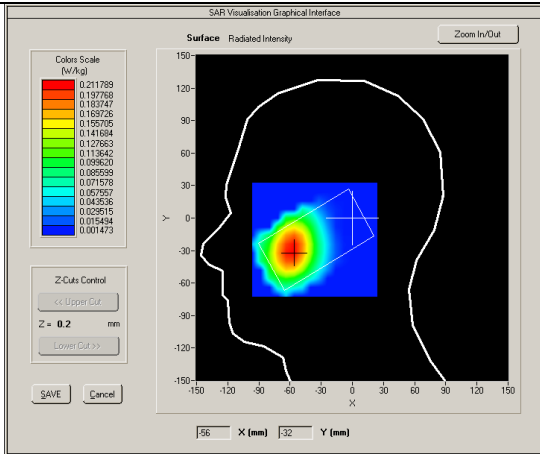 SAR Visualisation Graphical Interface
Surface Radiated Intensity
Zoom In/Out
Colors Scale
(W/kg)
0.211789
0.197768
0.183747
0.169726
0.155705
0.141684
0.127663
0.113642
0.099620
0.085599
0.071578
0.057557
0.043536
0.029515
0.015494
0.001473
Z-Cuts Control
<< Upper Cut
Z = 0.2 mm
Lower Cut >>
SAVE Cancel
150
120
90
60
30
0
-30
-60
-90
-120
-150
Y
-150 -120 -90 -60 -30 0 30 60 90 120 150
X
-56 X (mm) -32 Y (mm)